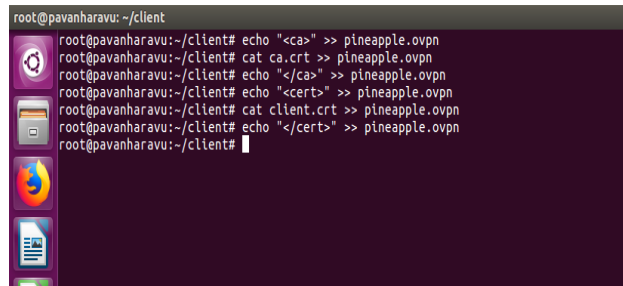 root@pavanharavu: ~/client
root@pavanharavu:~/client# echo "<ca>" >> pineapple.ovpn
root@pavanharavu:~/client# cat ca.crt >> pineapple.ovpn
root@pavanharavu:~/client# echo "</ca>" >> pineapple.ovpn
root@pavanharavu:~/client# echo "<cert>" >> pineapple.ovpn
root@pavanharavu:~/client# cat client.crt >> pineapple.ovpn
root@pavanharavu:~/client# echo "</cert>" >> pineapple.ovpn
root@pavanharavu:~/client#